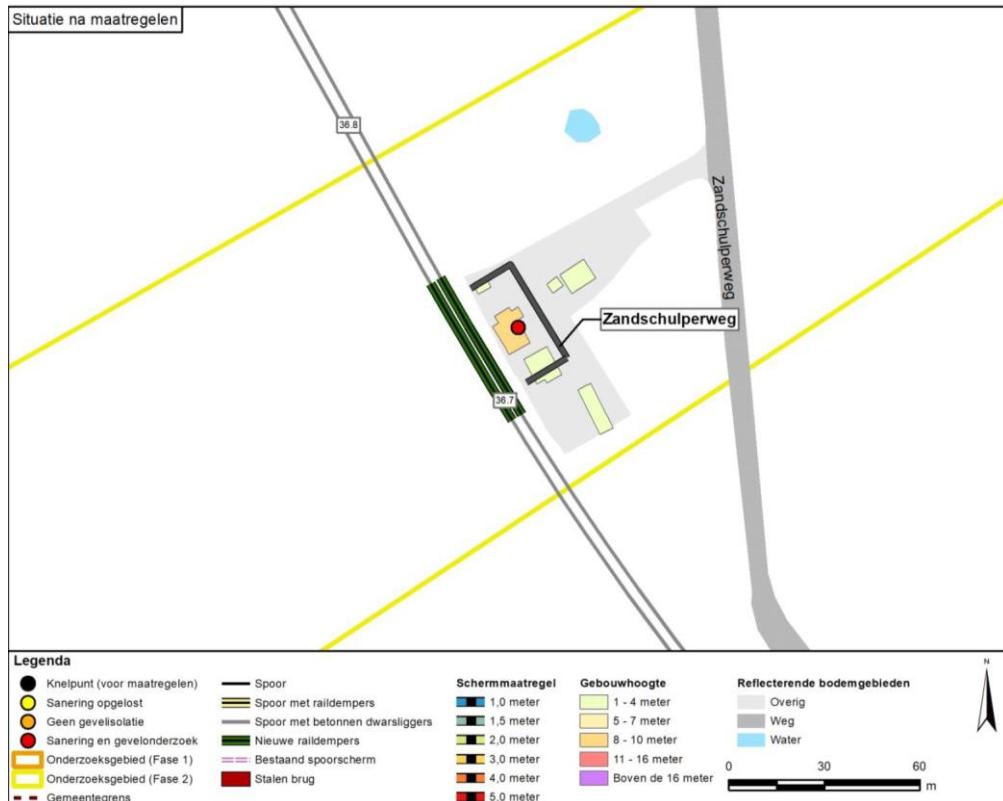 Situatie na maatregelen
36.8
Zandschulperweg
Zandschulperweg
36.7
Legenda
Knelpunt (voor maatregelen)
Sanering opgelost
Geen gevelisolatie
Sanering en gevelonderzoek
Onderzoeksgebied (Fase 1)
Onderzoeksgebied (Fase 2)
Gemeentegrens
Spoor
Spoor met raildempers
Spoor met betonnen dwarsliggers
Nieuwe raildempers
Bestaand spoorscherm
Stalen brug
Schermmaatregel
1,0 meter
1,5 meter
2,0 meter
3,0 meter
4,0 meter
5,0 meter
Gebouwhoogte
1 - 4 meter
5 - 7 meter
8 - 10 meter
11 - 16 meter
Boven de 16 meter
Reflecterende bodemgebieden
Overig
Weg
Water
N
0 15 30 60
m